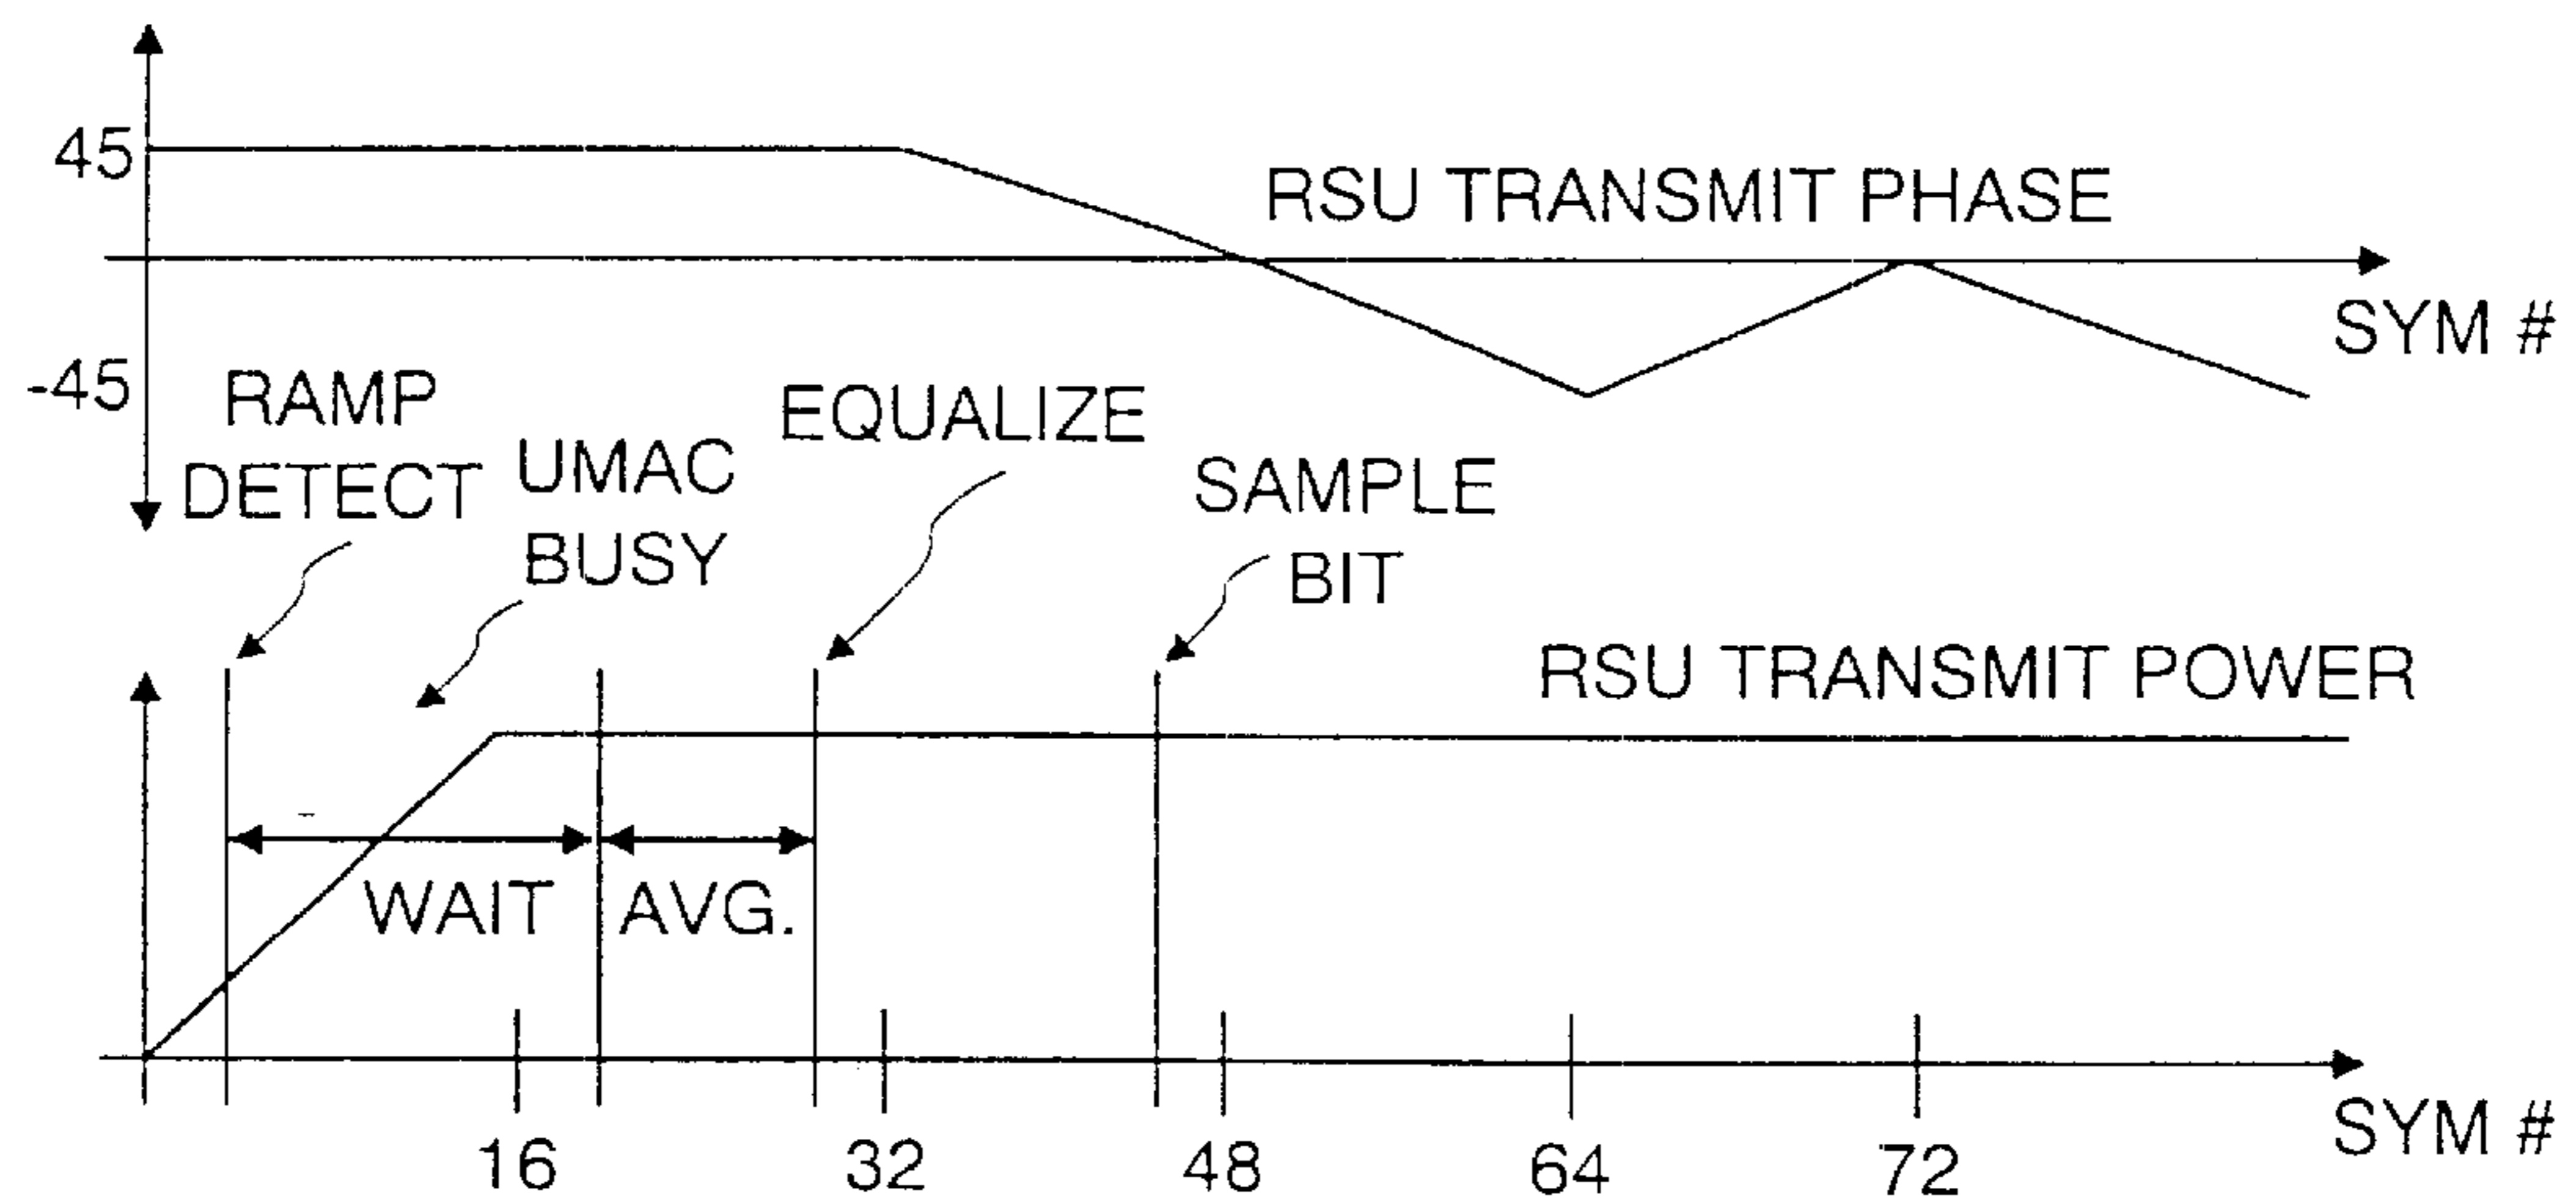 45
RSU TRANSMIT PHASE
SYM #
-45
RAMP
DETECT
UMAC
BUSY
EQUALIZE
SAMPLE
BIT
RSU TRANSMIT POWER
WAIT
AVG.
16
32
48
64
72
SYM #